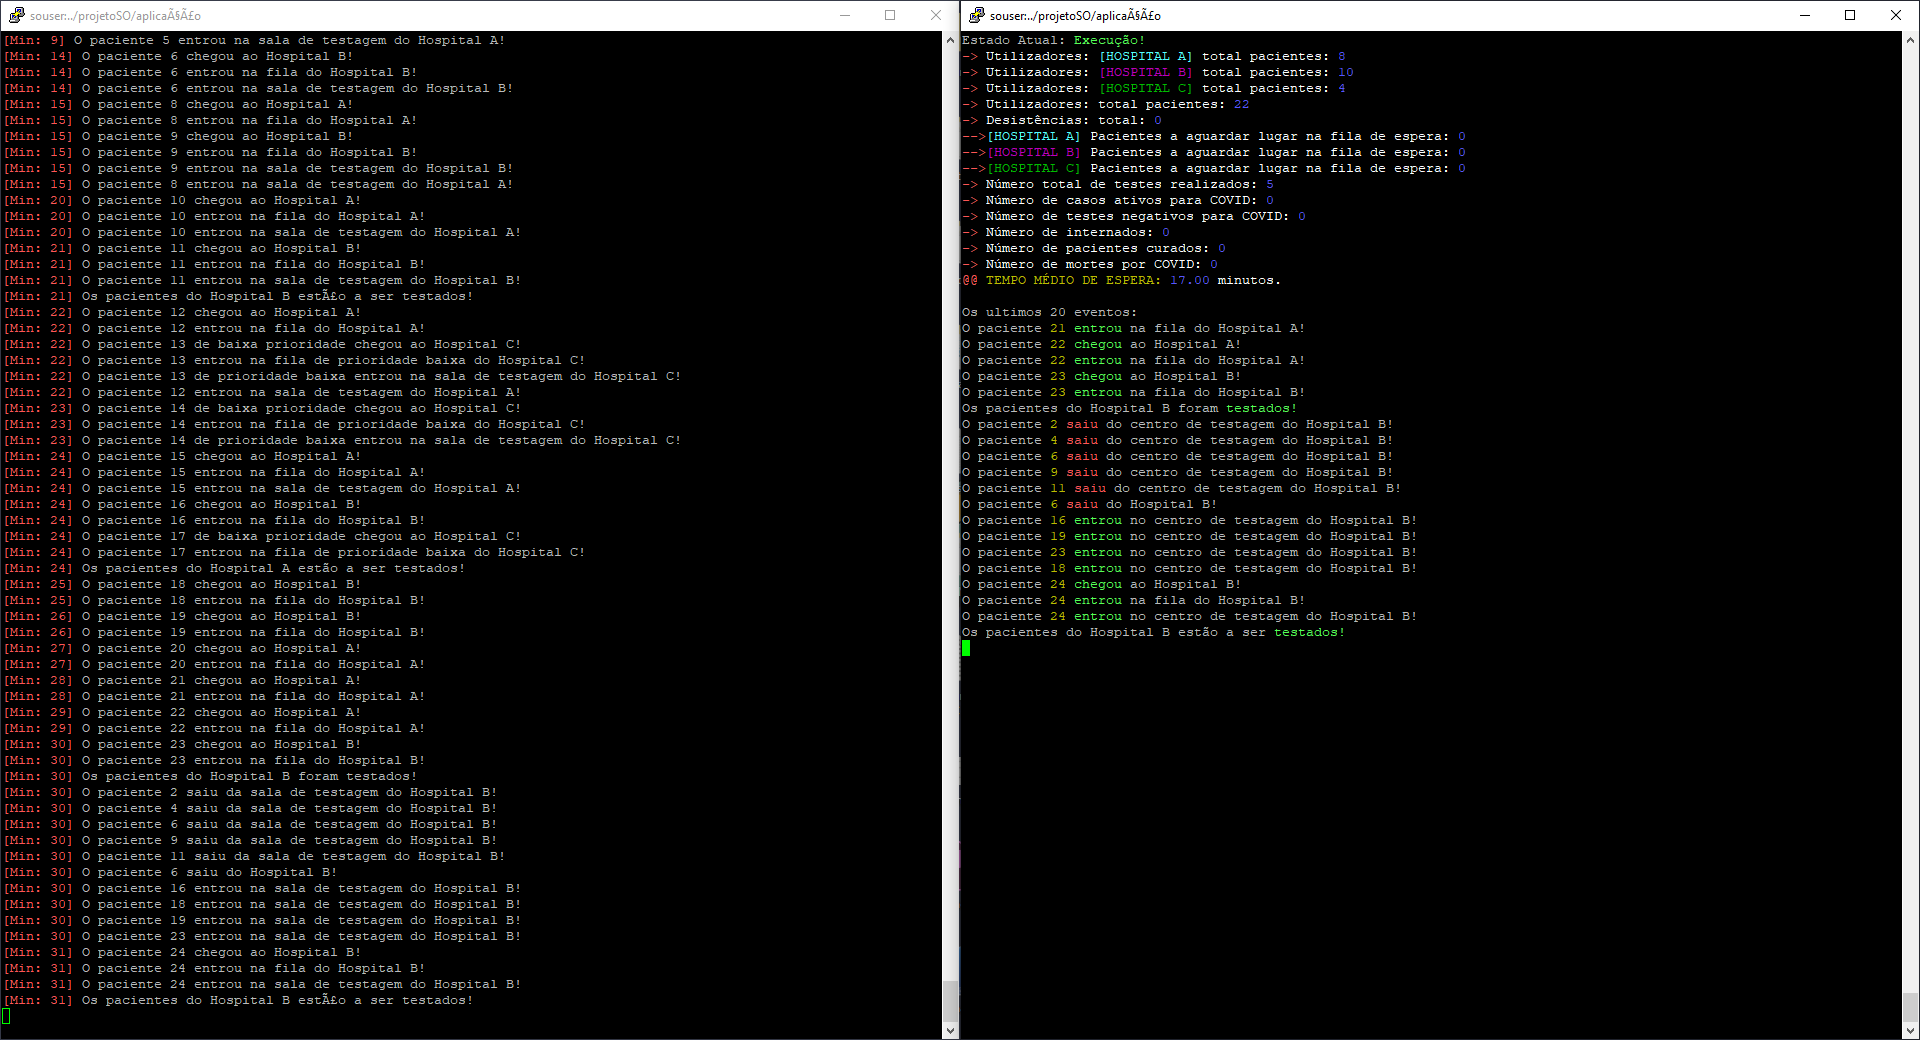 souser:../projetoSO/aplicaÃ§Ã£o
[Min: 9] O paciente 5 entrou na sala de testagem do Hospital A!
[Min: 14] O paciente 6 chegou ao Hospital B!
[Min: 14] O paciente 6 entrou na fila do Hospital B!
[Min: 14] O paciente 6 entrou na sala de testagem do Hospital B!
[Min: 15] O paciente 8 chegou ao Hospital A!
[Min: 15] O paciente 8 entrou na fila do Hospital A!
[Min: 15] O paciente 9 chegou ao Hospital B!
[Min: 15] O paciente 9 entrou na fila do Hospital B!
[Min: 15] O paciente 9 entrou na sala de testagem do Hospital B!
[Min: 15] O paciente 8 entrou na sala de testagem do Hospital A!
[Min: 20] O paciente 10 chegou ao Hospital A!
[Min: 20] O paciente 10 entrou na fila do Hospital A!
[Min: 20] O paciente 10 entrou na sala de testagem do Hospital A!
[Min: 21] O paciente 11 chegou ao Hospital B!
[Min: 21] O paciente 11 entrou na fila do Hospital B!
[Min: 21] O paciente 11 entrou na sala de testagem do Hospital B!
[Min: 21] Os pacientes do Hospital B estÃ£o a ser testados!
[Min: 22] O paciente 12 chegou ao Hospital A!
[Min: 22] O paciente 12 entrou na fila do Hospital A!
[Min: 22] O paciente 13 de baixa prioridade chegou ao Hospital C!
[Min: 22] O paciente 13 entrou na fila de prioridade baixa do Hospital C!
[Min: 22] O paciente 13 de prioridade baixa entrou na sala de testagem do Hospital C!
[Min: 22] O paciente 12 entrou na sala de testagem do Hospital A!
[Min: 23] O paciente 14 de baixa prioridade chegou ao Hospital C!
[Min: 23] O paciente 14 entrou na fila de prioridade baixa do Hospital C!
[Min: 23] O paciente 14 de prioridade baixa entrou na sala de testagem do Hospital C!
[Min: 24] O paciente 15 chegou ao Hospital A!
[Min: 24] O paciente 15 entrou na fila do Hospital A!
[Min: 24] O paciente 15 entrou na sala de testagem do Hospital A!
[Min: 24] O paciente 16 chegou ao Hospital B!
[Min: 24] O paciente 16 entrou na fila do Hospital B!
[Min: 24] O paciente 17 de baixa prioridade chegou ao Hospital C!
[Min: 24] O paciente 17 entrou na fila de prioridade baixa do Hospital C!
[Min: 24] Os pacientes do Hospital A estão a ser testados!
[Min: 25] O paciente 18 chegou ao Hospital B!
[Min: 25] O paciente 18 entrou na fila do Hospital B!
[Min: 26] O paciente 19 chegou ao Hospital B!
[Min: 26] O paciente 19 entrou na fila do Hospital B!
[Min: 27] O paciente 20 chegou ao Hospital A!
[Min: 27] O paciente 20 entrou na fila do Hospital A!
[Min: 28] O paciente 21 chegou ao Hospital A!
[Min: 28] O paciente 21 entrou na fila do Hospital A!
[Min: 29] O paciente 22 chegou ao Hospital A!
[Min: 29] O paciente 22 entrou na fila do Hospital A!
[Min: 30] O paciente 23 chegou ao Hospital B!
[Min: 30] O paciente 23 entrou na fila do Hospital B!
[Min: 30] Os pacientes do Hospital B foram testados!
[Min: 30] O paciente 2 saiu da sala de testagem do Hospital B!
[Min: 30] O paciente 4 saiu da sala de testagem do Hospital B!
[Min: 30] O paciente 6 saiu da sala de testagem do Hospital B!
[Min: 30] O paciente 9 saiu da sala de testagem do Hospital B!
[Min: 30] O paciente 11 saiu da sala de testagem do Hospital B!
[Min: 30] O paciente 6 saiu do Hospital B!
[Min: 30] O paciente 16 entrou na sala de testagem do Hospital B!
[Min: 30] O paciente 18 entrou na sala de testagem do Hospital B!
[Min: 30] O paciente 19 entrou na sala de testagem do Hospital B!
[Min: 30] O paciente 23 entrou na sala de testagem do Hospital B!
[Min: 31] O paciente 24 chegou ao Hospital B!
[Min: 31] O paciente 24 entrou na fila do Hospital B!
[Min: 31] O paciente 24 entrou na sala de testagem do Hospital B!
[Min: 31] Os pacientes do Hospital B estÃ£o a ser testados!
souser:../projetoSO/aplicaÃ§Ã£o
Estado Atual: Execução!
-> Utilizadores: [HOSPITAL A] total pacientes: 8
-> Utilizadores: [HOSPITAL B] total pacientes: 10
-> Utilizadores: [HOSPITAL C] total pacientes: 4
-> Utilizadores: total pacientes: 22
-> Desistências: total: 0
-->[HOSPITAL A] Pacientes a aguardar lugar na fila de espera: 0
-->[HOSPITAL B] Pacientes a aguardar lugar na fila de espera: 0
-->[HOSPITAL C] Pacientes a aguardar lugar na fila de espera: 0
-> Número total de testes realizados: 5
-> Número de casos ativos para COVID: 0
-> Número de testes negativos para COVID: 0
-> Número de internados: 0
-> Número de pacientes curados: 0
-> Número de mortes por COVID: 0
@@ TEMPO MÉDIO DE ESPERA: 17.00 minutos.
Os ultimos 20 eventos:
O paciente 21 entrou na fila do Hospital A!
O paciente 22 chegou ao Hospital A!
O paciente 22 entrou na fila do Hospital A!
O paciente 23 chegou ao Hospital B!
O paciente 23 entrou na fila do Hospital B!
Os pacientes do Hospital B foram testados!
O paciente 2 saiu do centro de testagem do Hospital B!
O paciente 4 saiu do centro de testagem do Hospital B!
O paciente 6 saiu do centro de testagem do Hospital B!
O paciente 9 saiu do centro de testagem do Hospital B!
O paciente 11 saiu do centro de testagem do Hospital B!
O paciente 6 saiu do Hospital B!
O paciente 16 entrou no centro de testagem do Hospital B!
O paciente 19 entrou no centro de testagem do Hospital B!
O paciente 23 entrou no centro de testagem do Hospital B!
O paciente 18 entrou no centro de testagem do Hospital B!
O paciente 24 chegou ao Hospital B!
O paciente 24 entrou na fila do Hospital B!
O paciente 24 entrou no centro de testagem do Hospital B!
Os pacientes do Hospital B estão a ser testados!